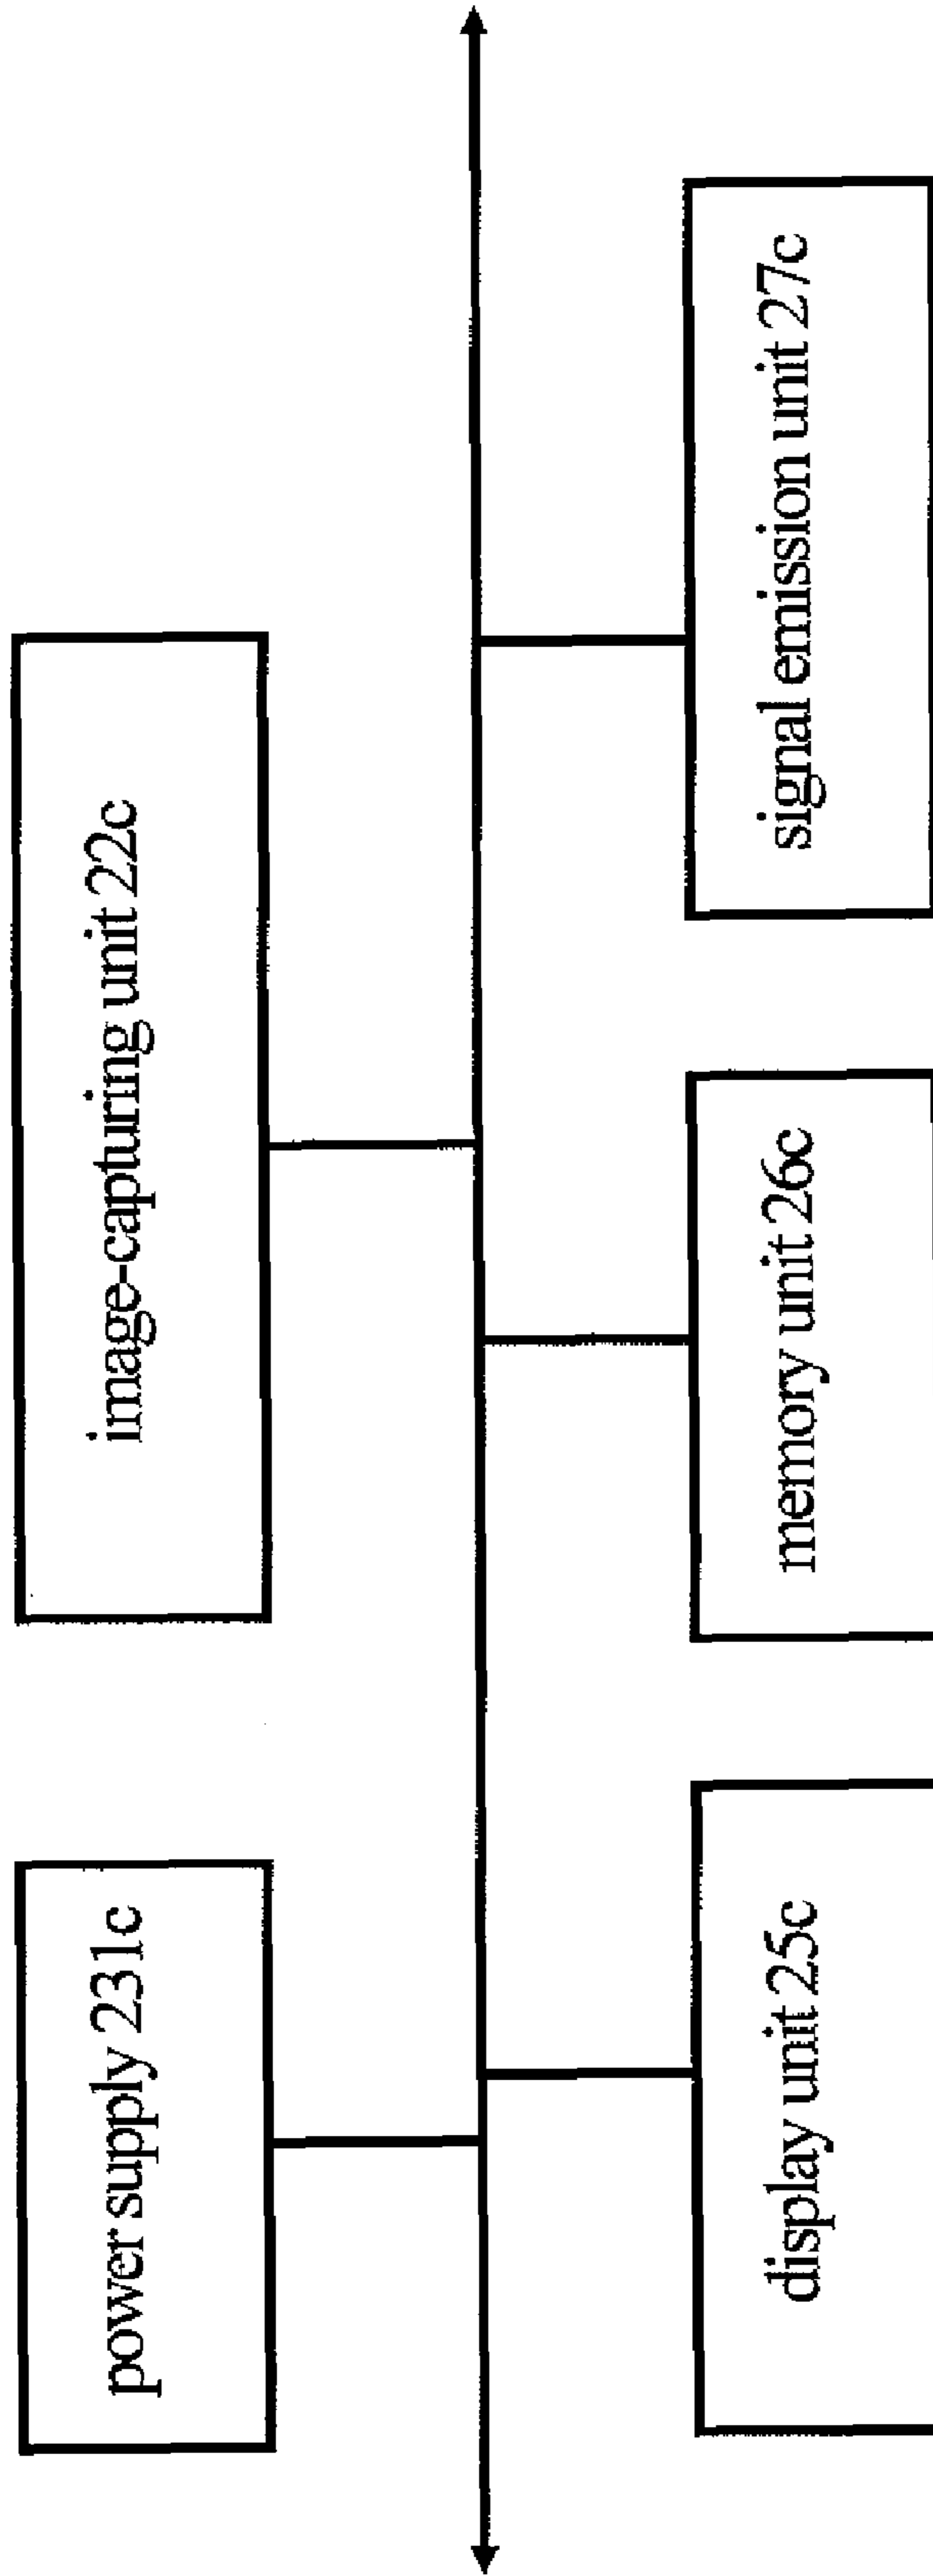 power supply 231c
image-capturing unit 22c
display unit 25c
memory unit 26c
signal emission unit 27c